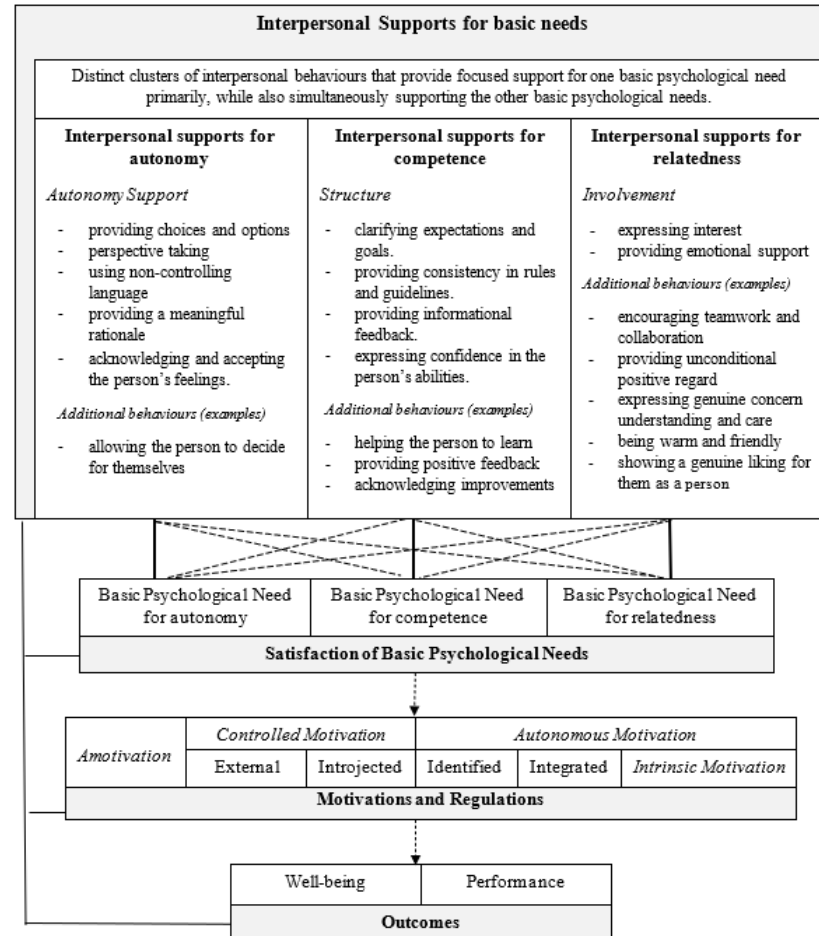 Interpersonal Supports for basic needs
Distinct clusters of interpersonal behaviours that provide focused support for one basic psychological need
primarily, while also simultaneously supporting the other basic psychological needs.
Interpersonal supports for
autonomy
Autonomy Support
- providing choices and options
- perspective taking
- using non-controlling
language
- providing a meaningful
rationale
- acknowledging and accepting
the person's feelings.
Additional behaviours (examples)
- allowing the person to decide
for themselves
Interpersonal supports for
competence
Structure
- clarifying expectations and
goals.
- providing consistency in rules
and guidelines.
- providing informational
feedback.
- expressing confidence in the
person's abilities.
Additional behaviours (examples)
- helping the person to learn
- providing positive feedback
- acknowledging improvements
Interpersonal supports for
relatedness
Involvement
- expressing interest
- providing emotional support
Additional behaviours (examples)
- encouraging teamwork and
collaboration
- providing unconditional
positive regard
- expressing genuine concern
understanding and care
- being warm and friendly
- showing a genuine liking for
them as a person
Basic Psychological Need
for autonomy
Basic Psychological Need
for competence
Basic Psychological Need
for relatedness
Satisfaction of Basic Psychological Needs
Amotivation
Controlled Motivation
Autonomous Motivation
External
Introjected
Identified
Integrated
Intrinsic Motivation
Motivations and Regulations
Well-being
Performance
Outcomes